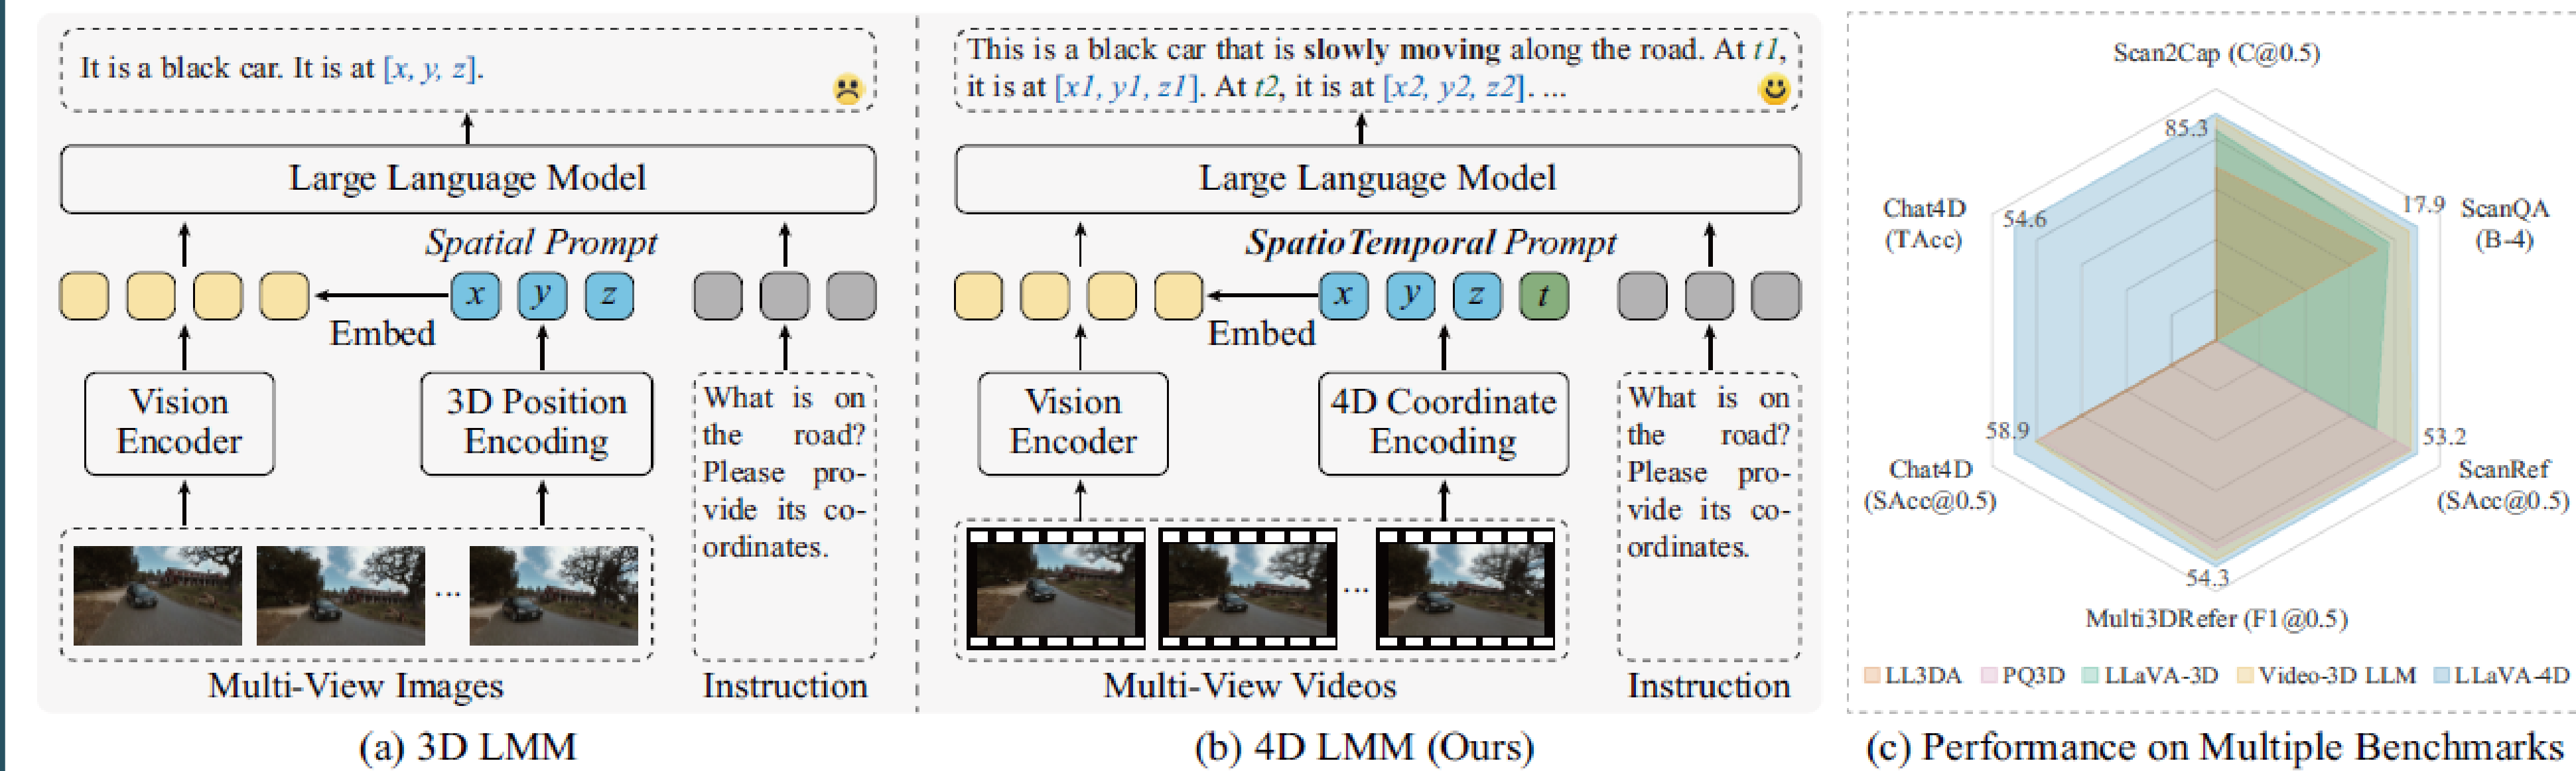 It is a black car. It is at [x, y, z].
Large Language Model
Spatial Prompt
x y z
Embed
Vision
Encoder
3D Position
Encoding
What is on
the road?
Please pro-
vide its co-
ordinates.
...
Multi-View Images
Instruction
(a) 3D LMM
This is a black car that is slowly moving along the road. At t1,
it is at [x1, y1, z1]. At t2, it is at [x2, y2, z2]. ...
Large Language Model
SpatioTemporal Prompt
x y z t
Embed
Vision
Encoder
4D Coordinate
Encoding
What is on
the road?
Please pro-
vide its co-
ordinates.
...
Multi-View Videos
Instruction
(b) 4D LMM (Ours)
Scan2Cap (C@0.5)
85.3
Chat4D
(TAcc)
54.6
17.9
ScanQA
(B-4)
58.9
Chat4D
(SAcc@0.5)
53.2
ScanRef
(SAcc@0.5)
54.3
Multi3DRefer (F1@0.5)
LL3DA PQ3D LLaVA-3D Video-3D LLM LLaVA-4D
(c) Performance on Multiple Benchmarks